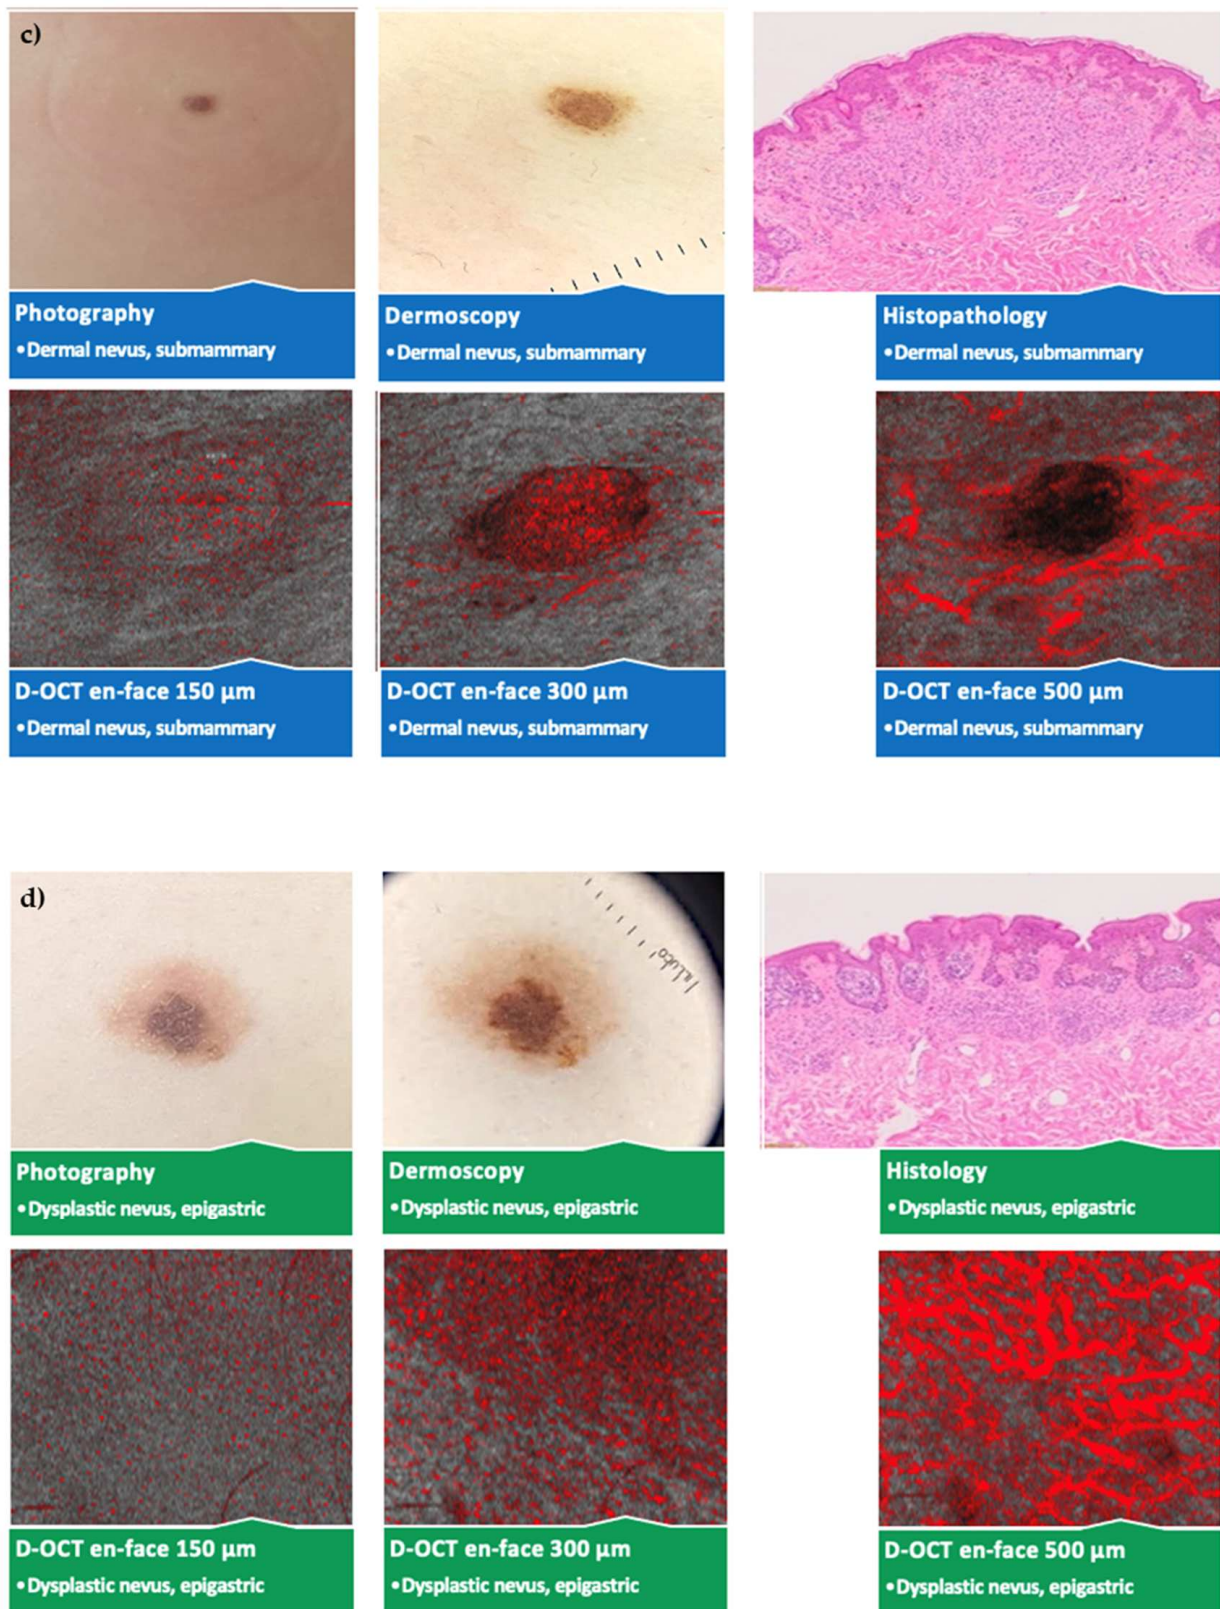 c)
Photography
•Dermal nevus, submammary
Dermoscopy
•Dermal nevus, submammary
Histopathology
•Dermal nevus, submammary
D-OCT en-face 150 µm
•Dermal nevus, submammary
D-OCT en-face 300 µm
•Dermal nevus, submammary
D-OCT en-face 500 µm
•Dermal nevus, submammary
d)
Photography
•Dysplastic nevus, epigastric
Dermoscopy
•Dysplastic nevus, epigastric
Histology
•Dysplastic nevus, epigastric
D-OCT en-face 150 µm
•Dysplastic nevus, epigastric
D-OCT en-face 300 µm
•Dysplastic nevus, epigastric
D-OCT en-face 500 µm
•Dysplastic nevus, epigastric